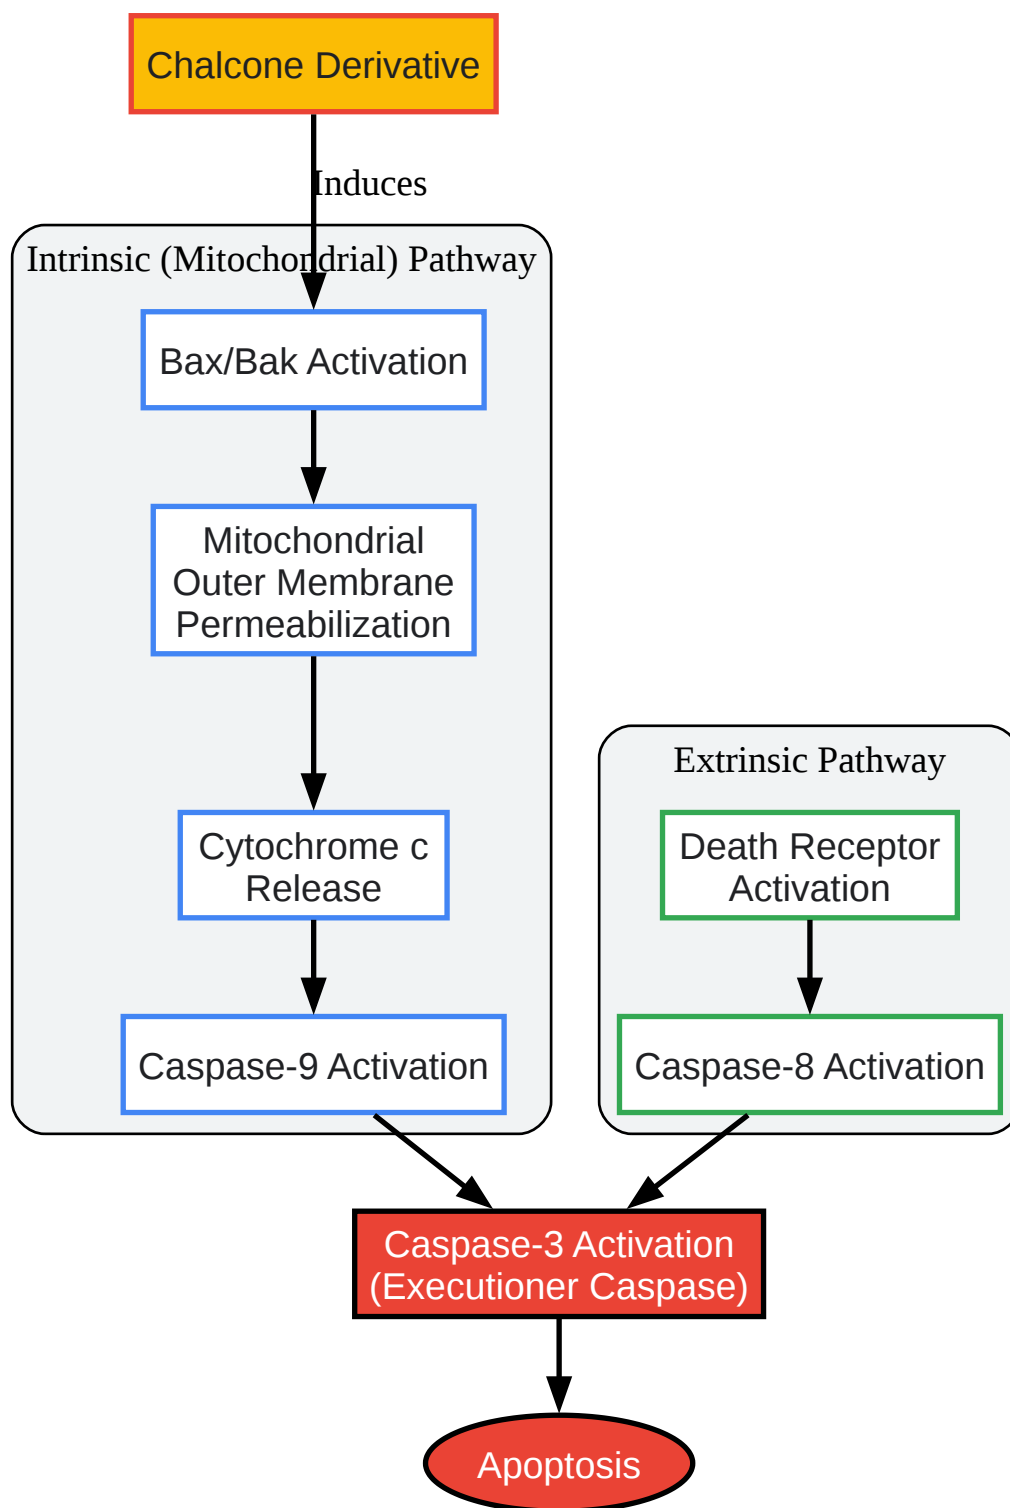 Chalcone Derivative
Induces
Intrinsic (Mitochondrial) Pathway
Bax/Bak Activation
Mitochondrial
Outer Membrane
Permeabilization
Cytochrome c
Release
Caspase-9 Activation
Extrinsic Pathway
Death Receptor
Activation
Caspase-8 Activation
Caspase-3 Activation
(Executioner Caspase)
Apoptosis